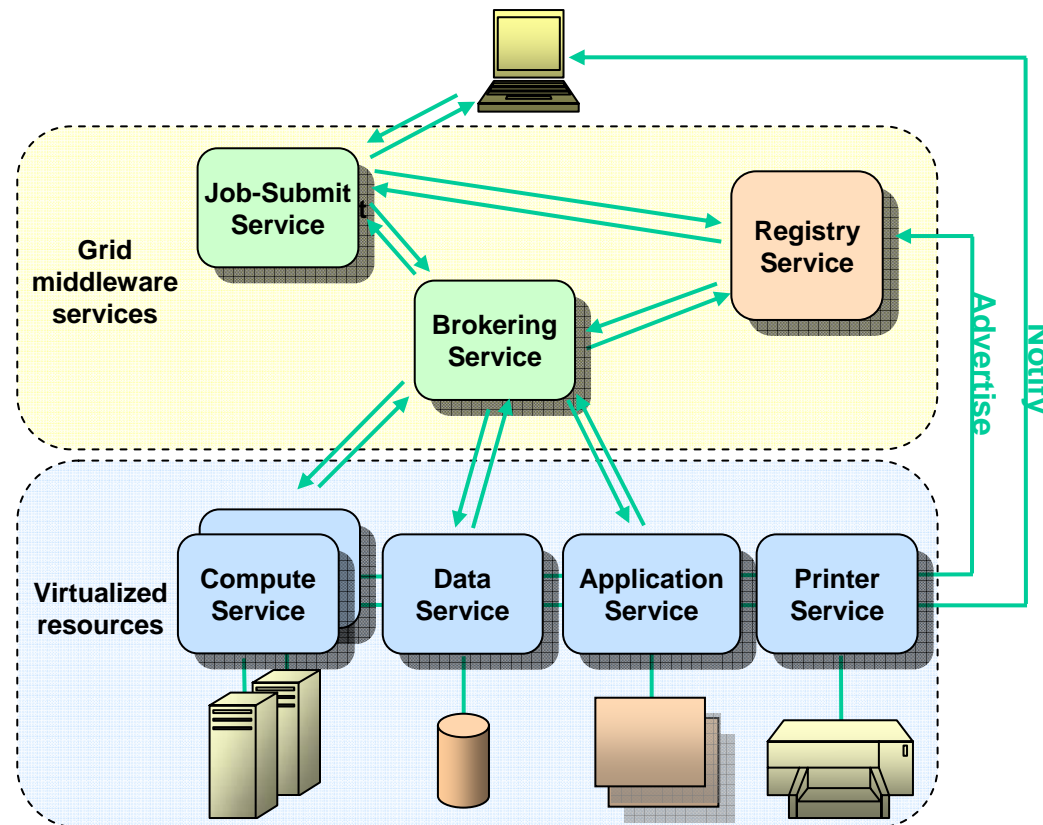 Job-Submit
Service
t
Registry
Service
Grid
middleware
services
Brokering
Service
Advertise
Notify
Virtualized
resources
Compute
Service
Data
Service
Application
Service
Printer
Service